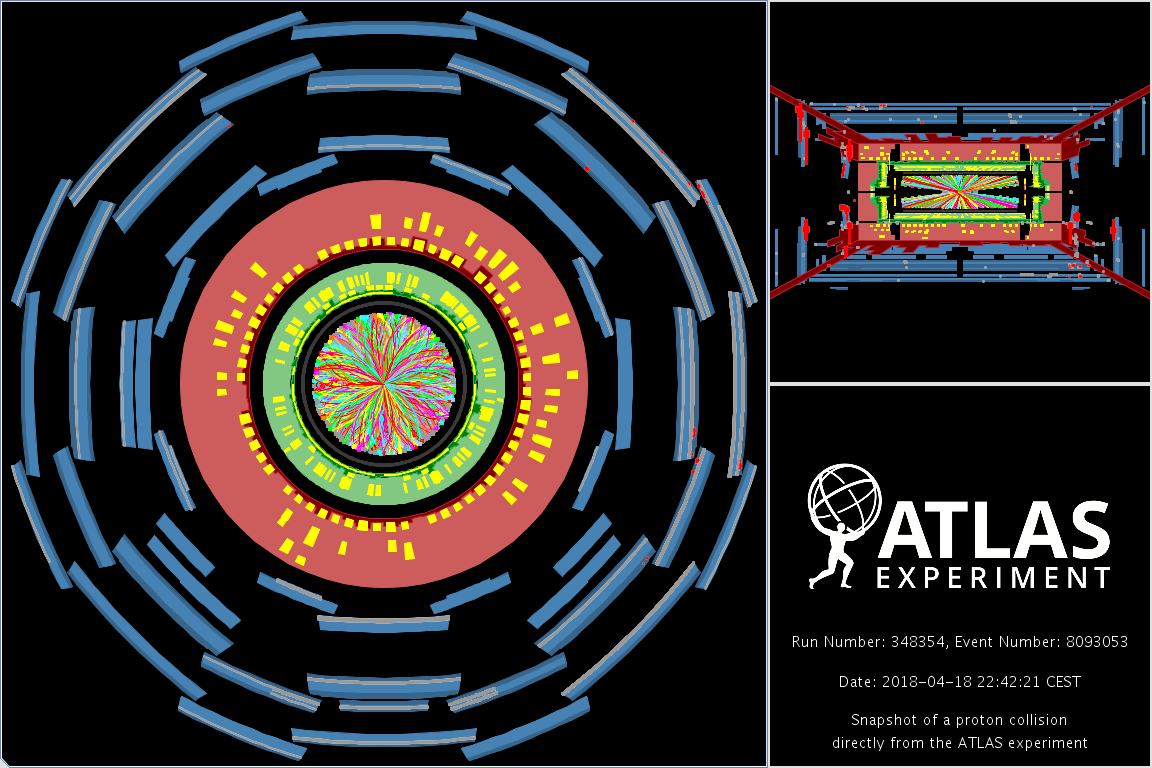 ATLAS
EXPERIMENT
Run Number: 348354, Event Number: 8093053
Date: 2018-04-18 22:42:21 CEST
Snapshot of a proton collision
directly from the ATLAS experiment